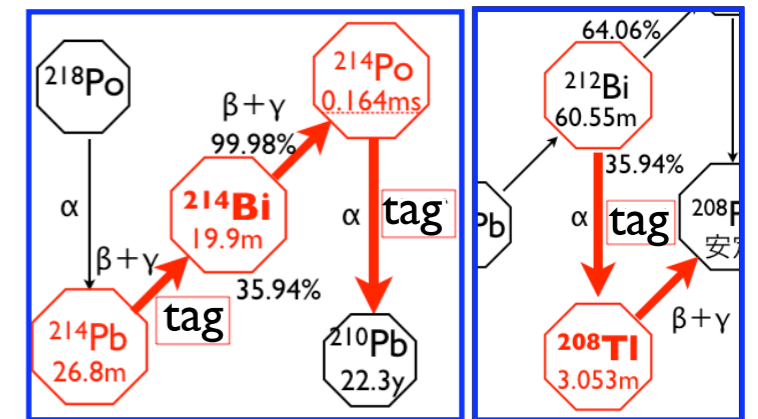 218Po
α
214Pb
26.8m
β+γ
tag
214Bi
19.9m
35.94%
β+γ
99.98%
214Po
0.164ms
α
tag
210Pb
22.3y
64.06%
212Bi
60.55m
35.94%
α
tag
Pb
208
安
208Tl
3.053m
β+γ